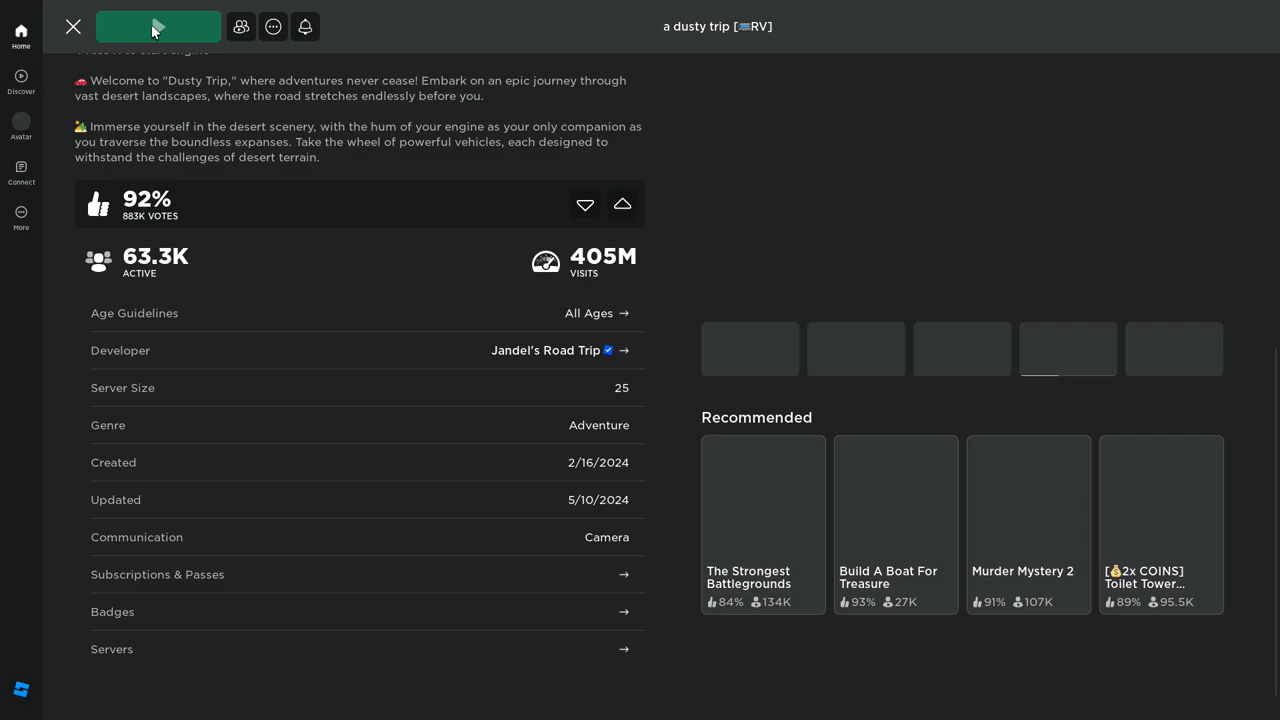 a dusty trip [🚐RV]
Home
Discover
Avatar
Connect
More
🚗 Welcome to "Dusty Trip," where adventures never cease! Embark on an epic journey through
vast desert landscapes, where the road stretches endlessly before you.
🏜️ Immerse yourself in the desert scenery, with the hum of your engine as your only companion as
you traverse the boundless expanses. Take the wheel of powerful vehicles, each designed to
withstand the challenges of desert terrain.
92%
883K VOTES
63.3K
ACTIVE
405M
VISITS
Age Guidelines All Ages →
Developer Jandel's Road Trip →
Server Size 25
Genre Adventure
Created 2/16/2024
Updated 5/10/2024
Communication Camera
Subscriptions & Passes →
Badges →
Servers →
Recommended
The Strongest
Battlegrounds
84% 134K
Build A Boat For
Treasure
93% 27K
Murder Mystery 2
91% 107K
[💰2x COINS]
Toilet Tower...
89% 95.5K